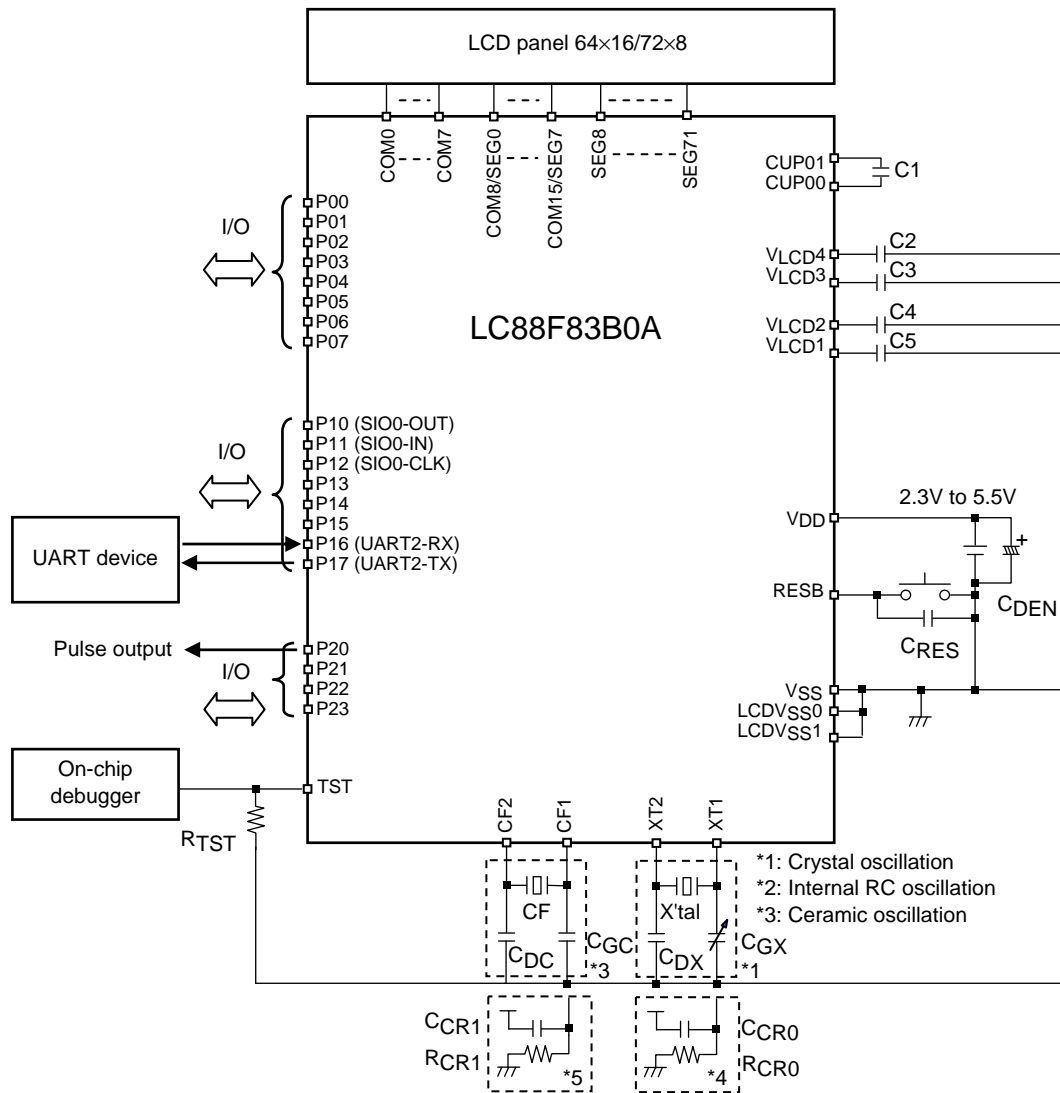 LCD panel 64×16/72×8
COM0
COM7
COM8/SEG0
COM15/SEG7
SEG8
SEG71
CUP01
CUP00
C1
P00
P01
P02
P03
P04
P05
P06
P07
I/O
VLCD4
VLCD3
VLCD2
VLCD1
C2
C3
C4
C5
LC88F83B0A
P10 (SIO0-OUT)
P11 (SIO0-IN)
P12 (SIO0-CLK)
P13
P14
P15
P16 (UART2-RX)
P17 (UART2-TX)
I/O
UART device
2.3V to 5.5V
VDD
+
RESB
CDEN
CRES
Pulse output
P20
P21
P22
P23
I/O
VSS
LCDVSS0
LCDVSS1
On-chip
debugger
TST
RTST
CF2
CF1
XT2
XT1
*1: Crystal oscillation
*2: Internal RC oscillation
*3: Ceramic oscillation
CF
X'tal
CDC
CGC
*3
CDX
CGX
*1
CCR1
RCR1
*5
CCR0
RCR0
*4